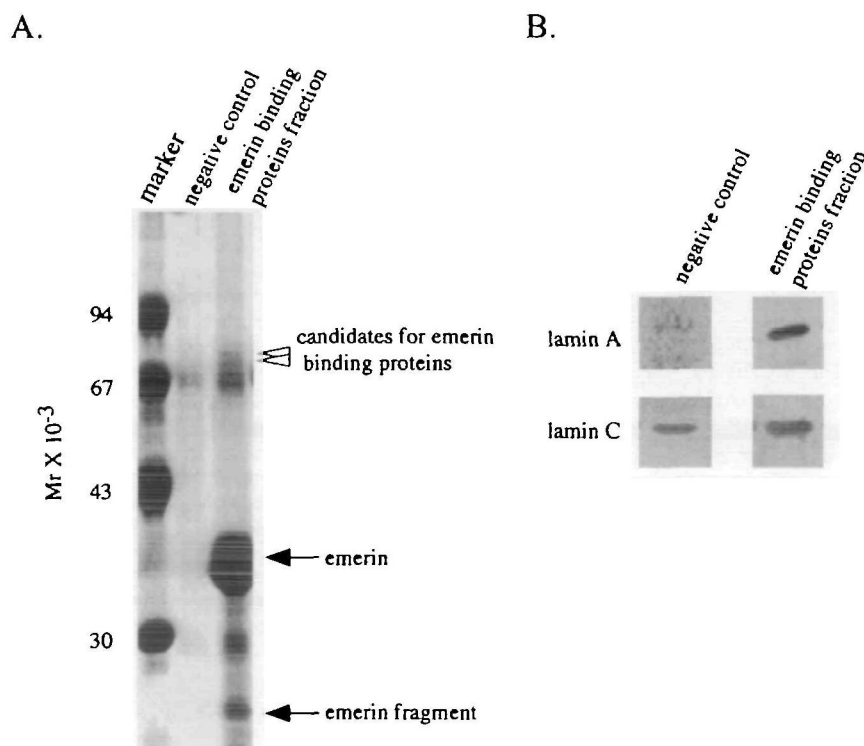 A.
marker
negative control
emerin binding
proteins fraction
94
67
43
30
Mr X 10⁻³
candidates for emerin
binding proteins
emerin
emerin fragment
B.
negative control
emerin binding
proteins fraction
lamin A
lamin C